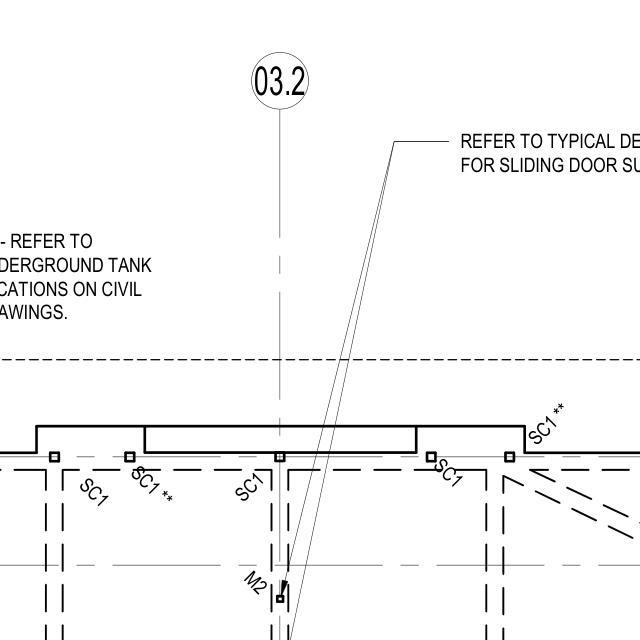 03.2
REFER TO TYPICAL DE
FOR SLIDING DOOR SU
- REFER TO
DERGROUND TANK
CATIONS ON CIVIL
AWINGS.
SC1 **
SC1
SC1 **
SC1
SC1
M2